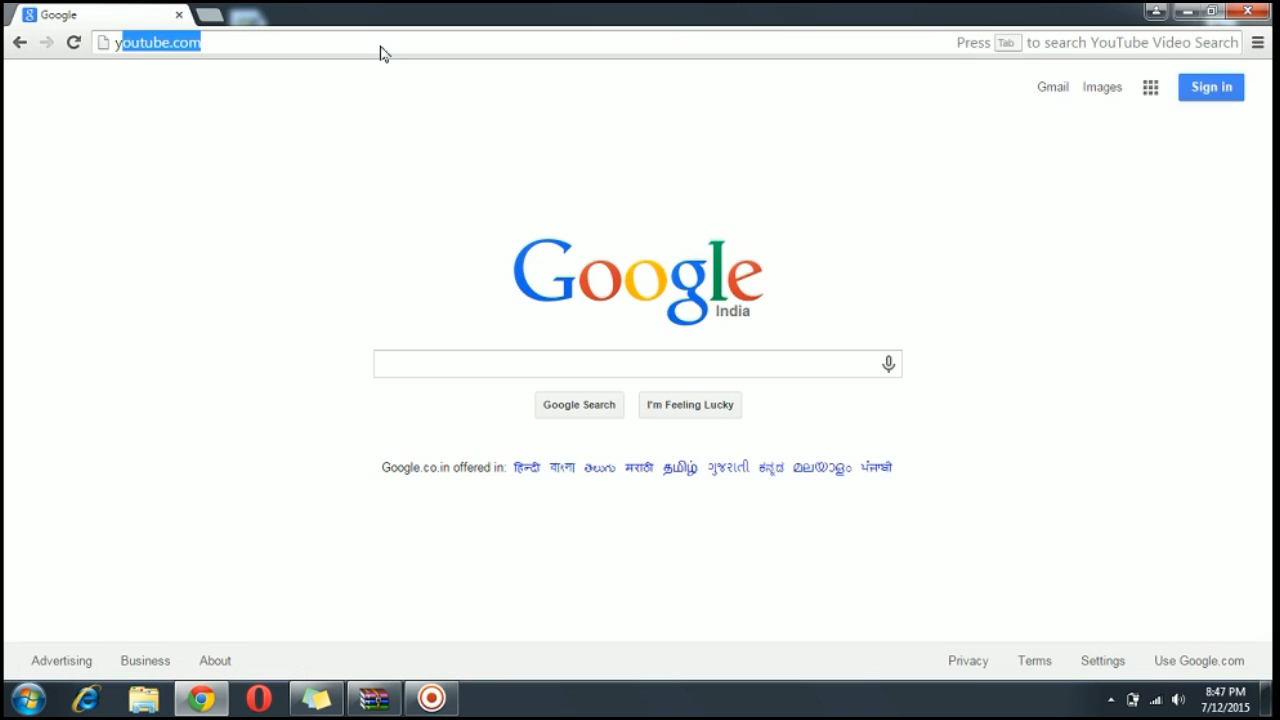 Google
youtube.com
Press Tab to search YouTube Video Search
Gmail Images Sign in
Google
India
Google Search I'm Feeling Lucky
Google.co.in offered in: हिन्दी বাংলা తెలుగు मराठी தமிழ் ગુજરાતી ಕನ್ನಡ മലയാളം ਪੰਜਾਬੀ
Advertising Business About Privacy Terms Settings Use Google.com
8:47 PM
7/12/2015